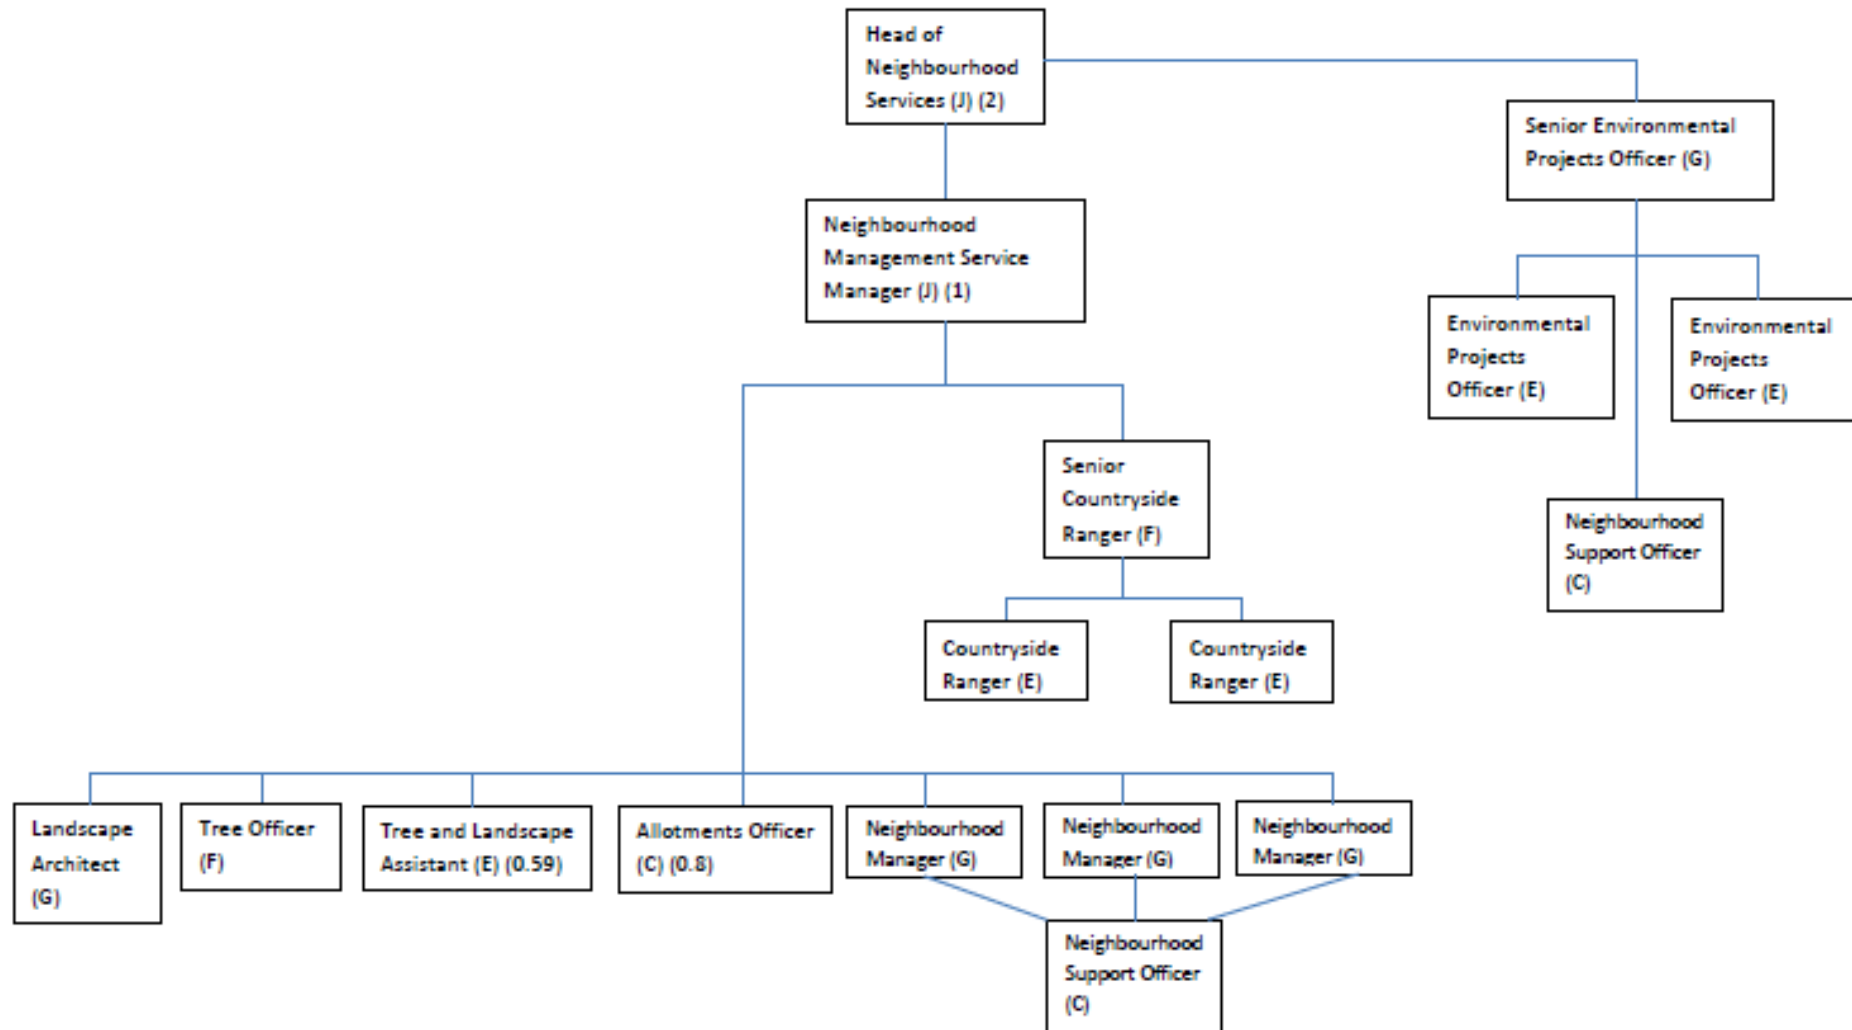 Head of
Neighbourhood
Services (J) (2)
Senior Environmental
Projects Officer (G)
Neighbourhood
Management Service
Manager (J) (1)
Environmental
Projects
Officer (E)
Environmental
Projects
Officer (E)
Senior
Countryside
Ranger (F)
Neighbourhood
Support Officer
(C)
Countryside
Ranger (E)
Countryside
Ranger (E)
Landscape
Architect
(G)
Tree Officer
(F)
Tree and Landscape
Assistant (E) (0.59)
Allotments Officer
(C) (0.8)
Neighbourhood
Manager (G)
Neighbourhood
Manager (G)
Neighbourhood
Manager (G)
Neighbourhood
Support Officer
(C)